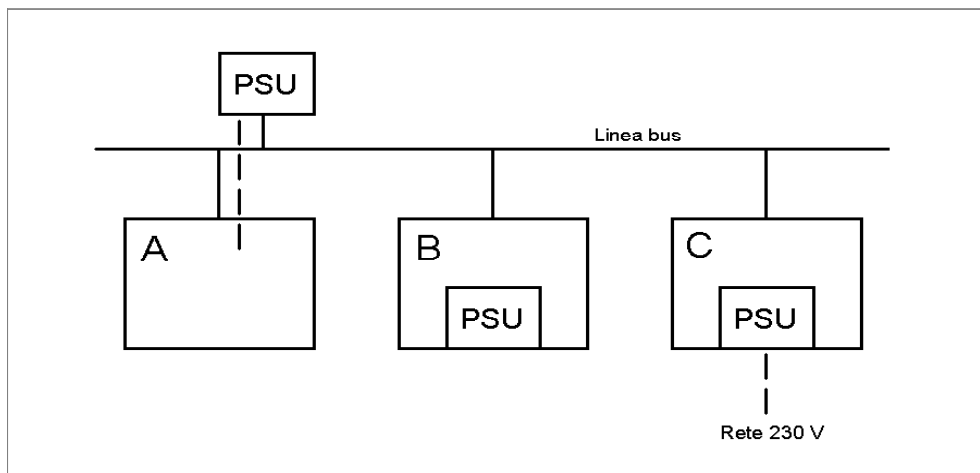 PSU
Linea bus
A
B
C
PSU
PSU
Rete 230 V